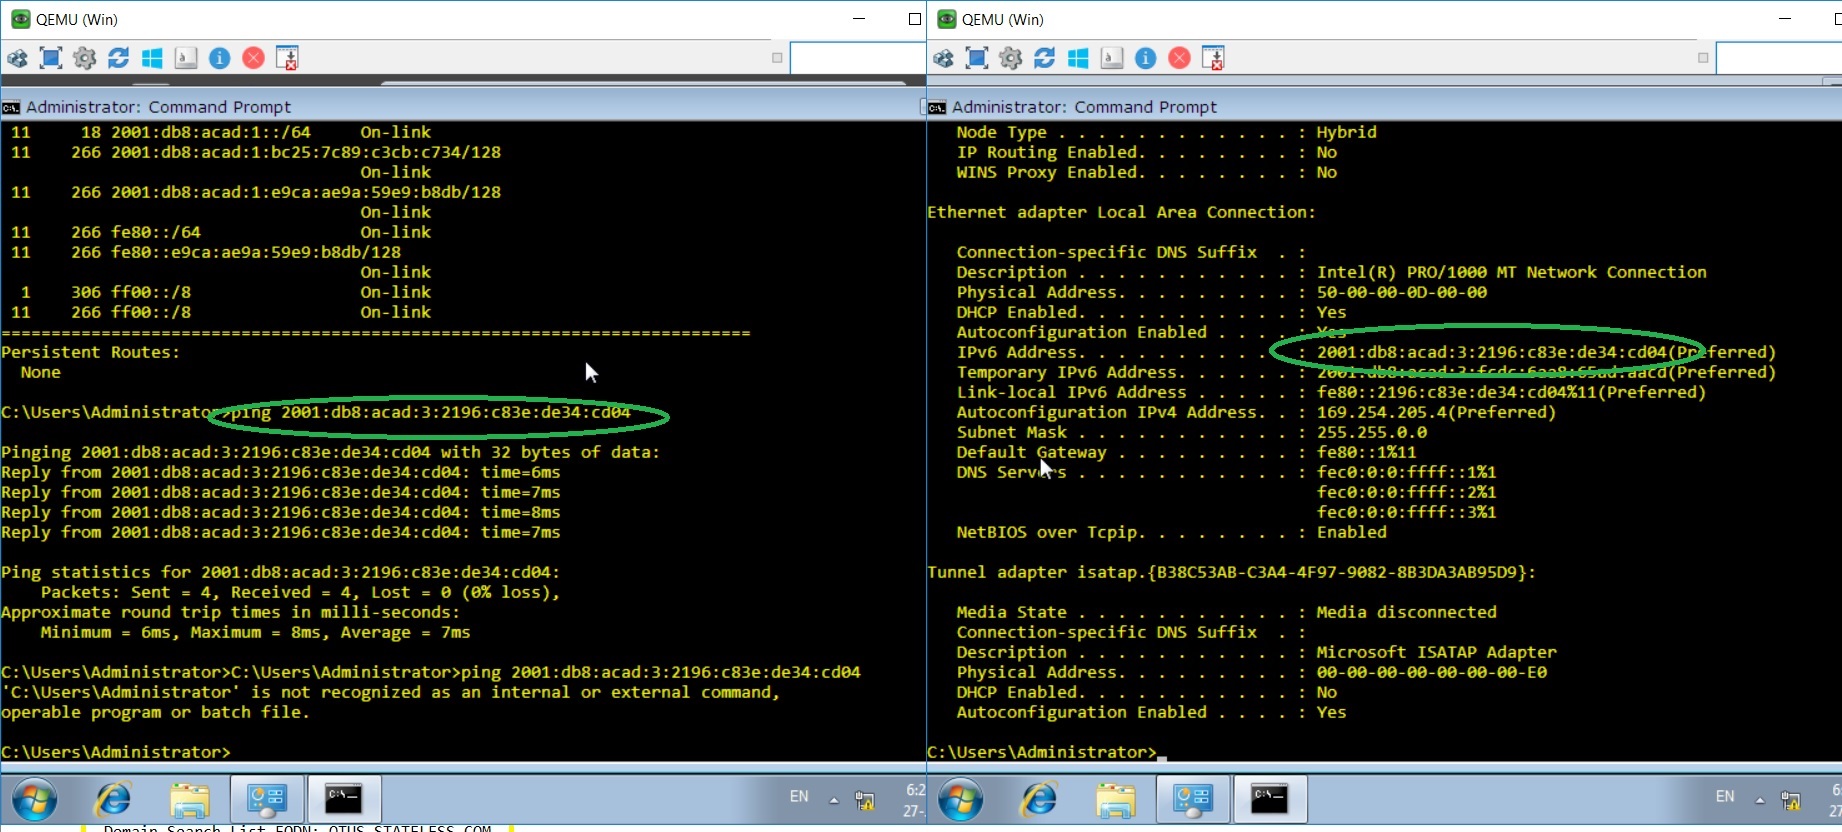 QEMU (Win)
Administrator: Command Prompt
11 18 2001:db8:acad:1::/64 On-link
11 266 2001:db8:acad:1:bc25:7c89:c3cb:c734/128
On-link
11 266 2001:db8:acad:1:e9ca:ae9a:59e9:b8db/128
On-link
11 266 fe80::/64 On-link
11 266 fe80::e9ca:ae9a:59e9:b8db/128
On-link
1 306 ff00::/8 On-link
11 266 ff00::/8 On-link
===========================================================================
Persistent Routes:
None
C:\Users\Administrator>ping 2001:db8:acad:3:2196:c83e:de34:cd04
Pinging 2001:db8:acad:3:2196:c83e:de34:cd04 with 32 bytes of data:
Reply from 2001:db8:acad:3:2196:c83e:de34:cd04: time=6ms
Reply from 2001:db8:acad:3:2196:c83e:de34:cd04: time=7ms
Reply from 2001:db8:acad:3:2196:c83e:de34:cd04: time=8ms
Reply from 2001:db8:acad:3:2196:c83e:de34:cd04: time=7ms
Ping statistics for 2001:db8:acad:3:2196:c83e:de34:cd04:
Packets: Sent = 4, Received = 4, Lost = 0 (0% loss),
Approximate round trip times in milli-seconds:
Minimum = 6ms, Maximum = 8ms, Average = 7ms
C:\Users\Administrator>C:\Users\Administrator>ping 2001:db8:acad:3:2196:c83e:de34:cd04
'C:\Users\Administrator' is not recognized as an internal or external command,
operable program or batch file.
C:\Users\Administrator>
EN
6:2
27-
Domain Search List FQDN: OTUS.STATELESS.COM
QEMU (Win)
Administrator: Command Prompt
Node Type . . . . . . . . . . . . : Hybrid
IP Routing Enabled. . . . . . . . : No
WINS Proxy Enabled. . . . . . . . : No
Ethernet adapter Local Area Connection:
Connection-specific DNS Suffix . :
Description . . . . . . . . . . . : Intel(R) PRO/1000 MT Network Connection
Physical Address. . . . . . . . . : 50-00-00-0D-00-00
DHCP Enabled. . . . . . . . . . . : Yes
Autoconfiguration Enabled . . . . : Yes
IPv6 Address. . . . . . . . . . . : 2001:db8:acad:3:2196:c83e:de34:cd04(Preferred)
Temporary IPv6 Address. . . . . . : 2001:db8:acad:3:fcdc:6aa8:65ad:aacd(Preferred)
Link-local IPv6 Address . . . . . : fe80::2196:c83e:de34:cd04%11(Preferred)
Autoconfiguration IPv4 Address. . : 169.254.205.4(Preferred)
Subnet Mask . . . . . . . . . . . : 255.255.0.0
Default Gateway . . . . . . . . . : fe80::1%11
DNS Servers . . . . . . . . . . . : fec0:0:0:ffff::1%1
fec0:0:0:ffff::2%1
fec0:0:0:ffff::3%1
NetBIOS over Tcpip. . . . . . . . : Enabled
Tunnel adapter isatap.{B38C53AB-C3A4-4F97-9082-8B3DA3AB95D9}:
Media State . . . . . . . . . . . : Media disconnected
Connection-specific DNS Suffix . :
Description . . . . . . . . . . . : Microsoft ISATAP Adapter
Physical Address. . . . . . . . . : 00-00-00-00-00-00-00-E0
DHCP Enabled. . . . . . . . . . . : No
Autoconfiguration Enabled . . . . : Yes
C:\Users\Administrator>
EN
6
27